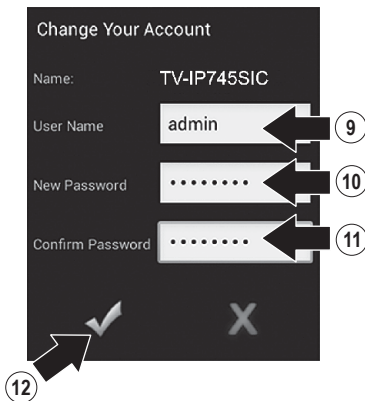 Change Your Account
Name: TV-IP745SIC
User Name admin 9
New Password •••••••• 10
Confirm Password •••••••• 11
X
12